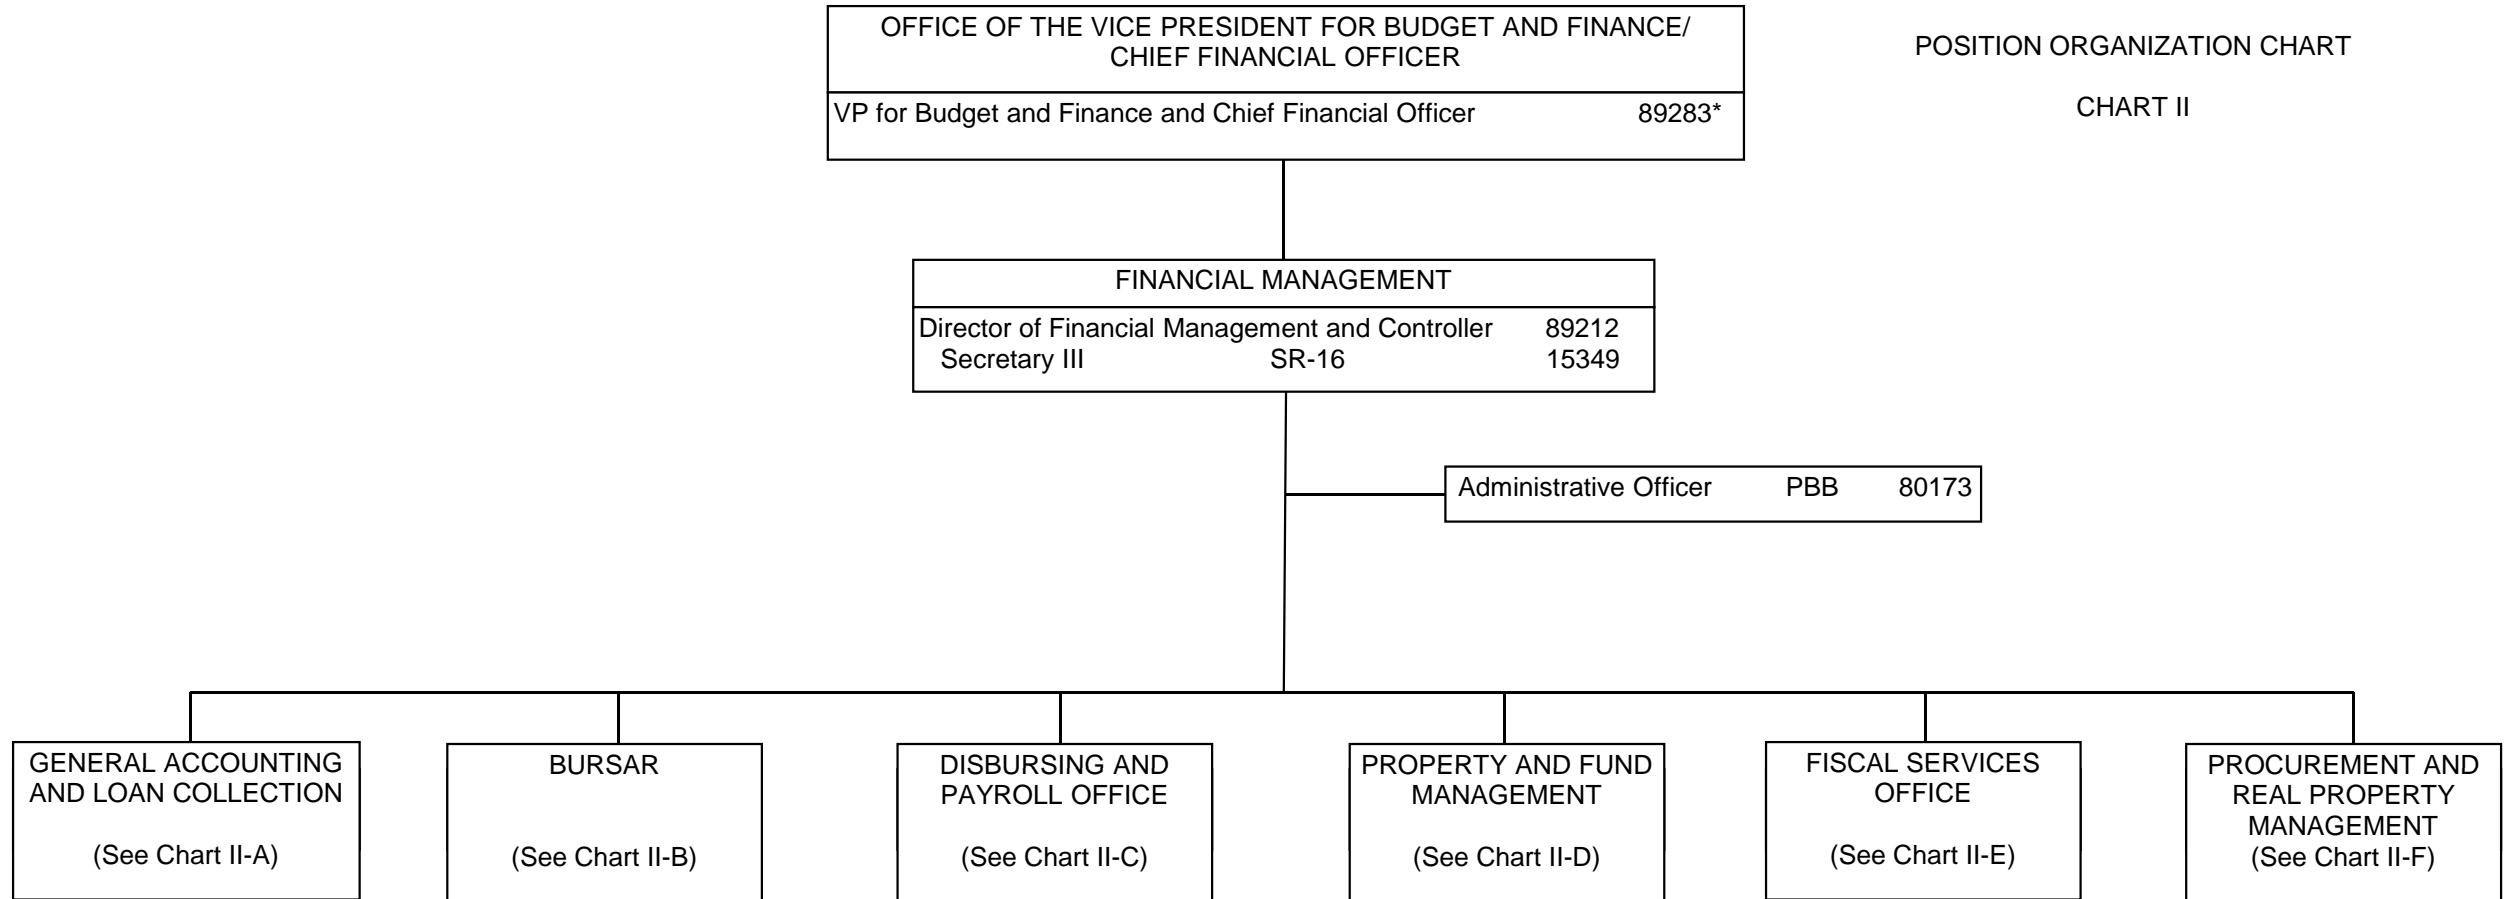 OFFICE OF THE VICE PRESIDENT FOR BUDGET AND FINANCE/
CHIEF FINANCIAL OFFICER
VP for Budget and Finance and Chief Financial Officer 89283*
POSITION ORGANIZATION CHART
CHART II
FINANCIAL MANAGEMENT
Director of Financial Management and Controller 89212
Secretary III SR-16 15349
Administrative Officer PBB 80173
GENERAL ACCOUNTING
AND LOAN COLLECTION
(See Chart II-A)
BURSAR
(See Chart II-B)
DISBURSING AND
PAYROLL OFFICE
(See Chart II-C)
PROPERTY AND FUND
MANAGEMENT
(See Chart II-D)
FISCAL SERVICES
OFFICE
(See Chart II-E)
PROCUREMENT AND
REAL PROPERTY
MANAGEMENT
(See Chart II-F)